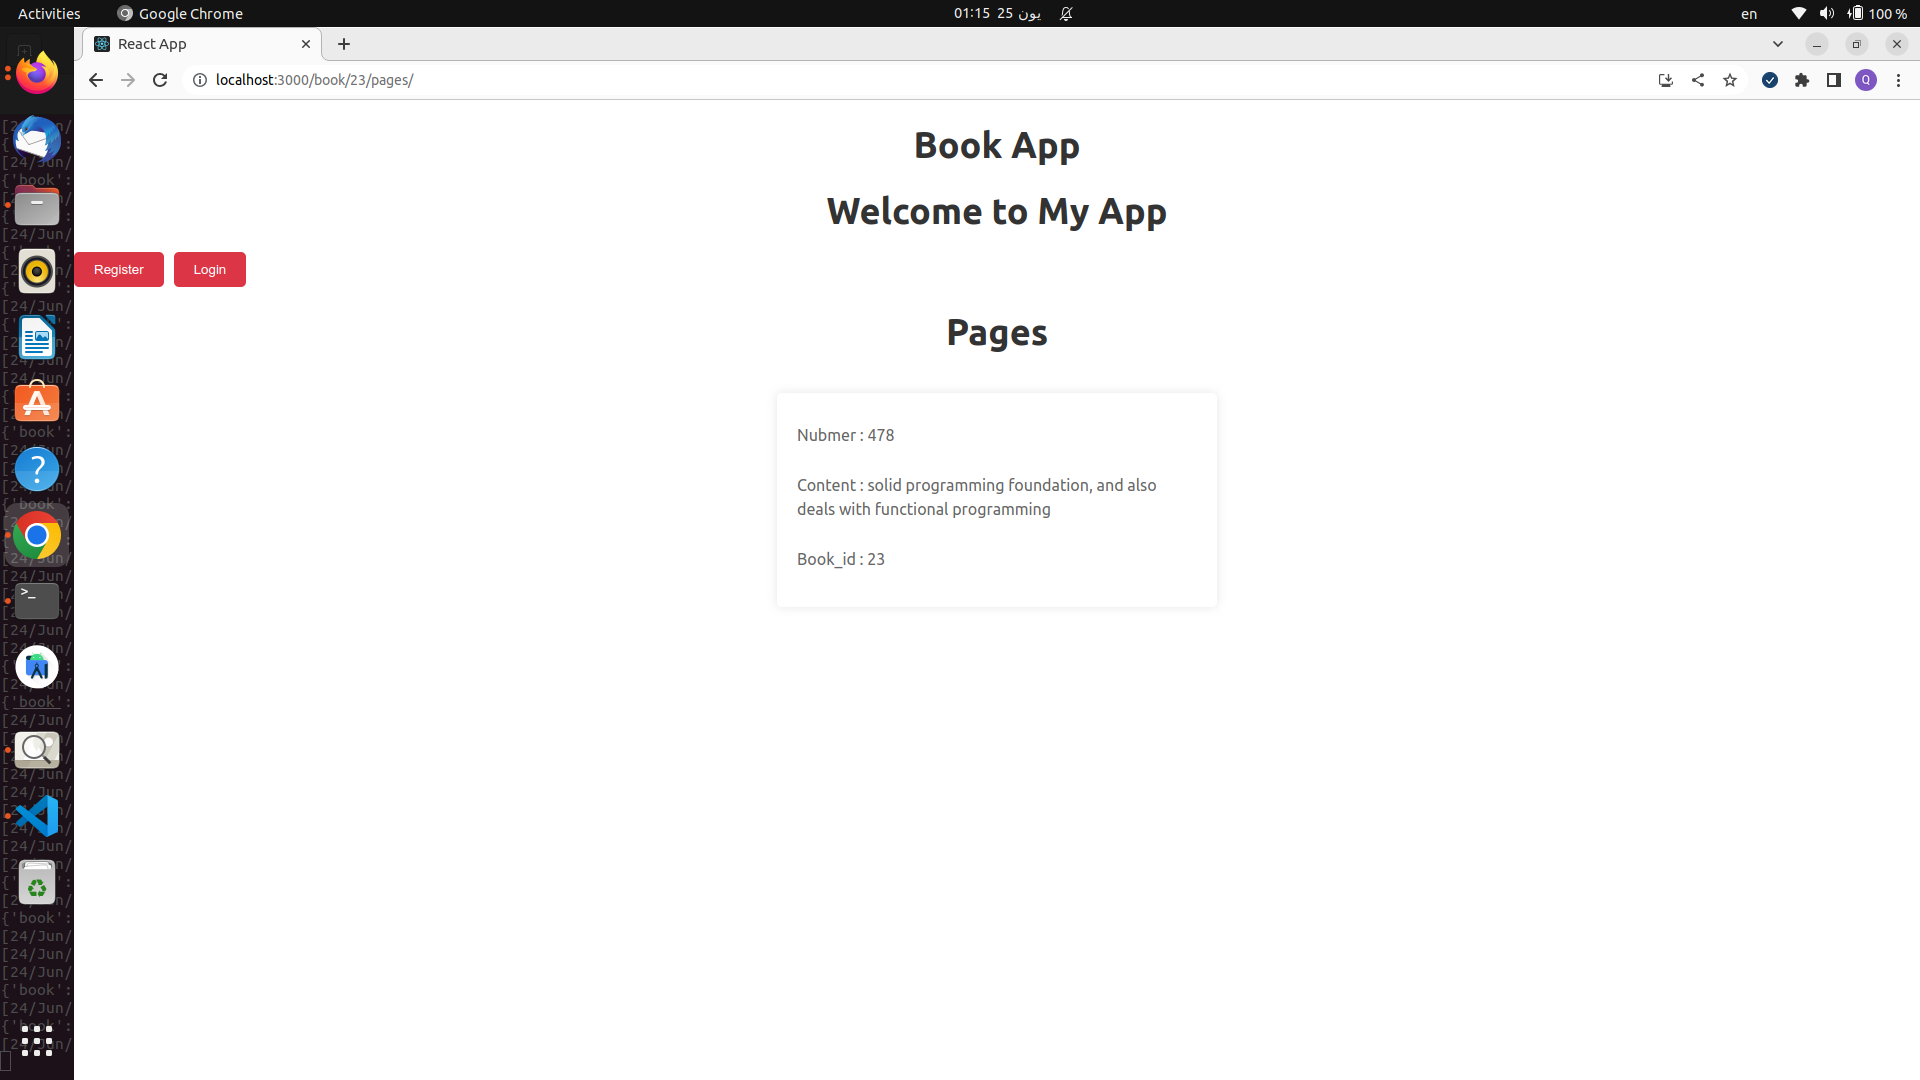 Activities
Google Chrome
01:15 25 يون
en
100 %
React App
localhost:3000/book/23/pages/
Q
Book App
Welcome to My App
Register
Login
Pages
Nubmer : 478
Content : solid programming foundation, and also
deals with functional programming
Book_id : 23